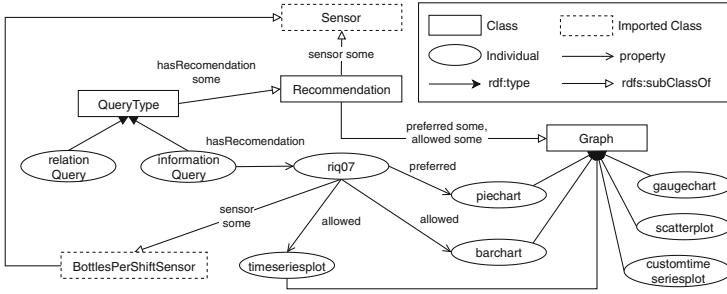 Sensor
Class
Imported Class
sensor some
Individual
property
hasRecomendation
some
rdf:type
rdfs:subClassOf
QueryType
Recommendation
preferred some,
allowed some
Graph
hasRecomendation
relation
Query
information
Query
riq07
preferred
gaugechart
piechart
sensor
some
allowed
allowed
scatterplot
BottlesPerShiftSensor
timeseriesplot
barchart
customtime
seriesplot